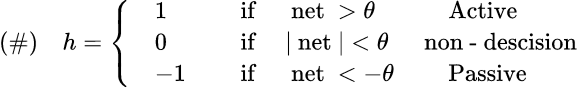 1 if net > θ Active
(#) h = { 0 if | net | < θ non - descision
−1 if net < −θ Passive